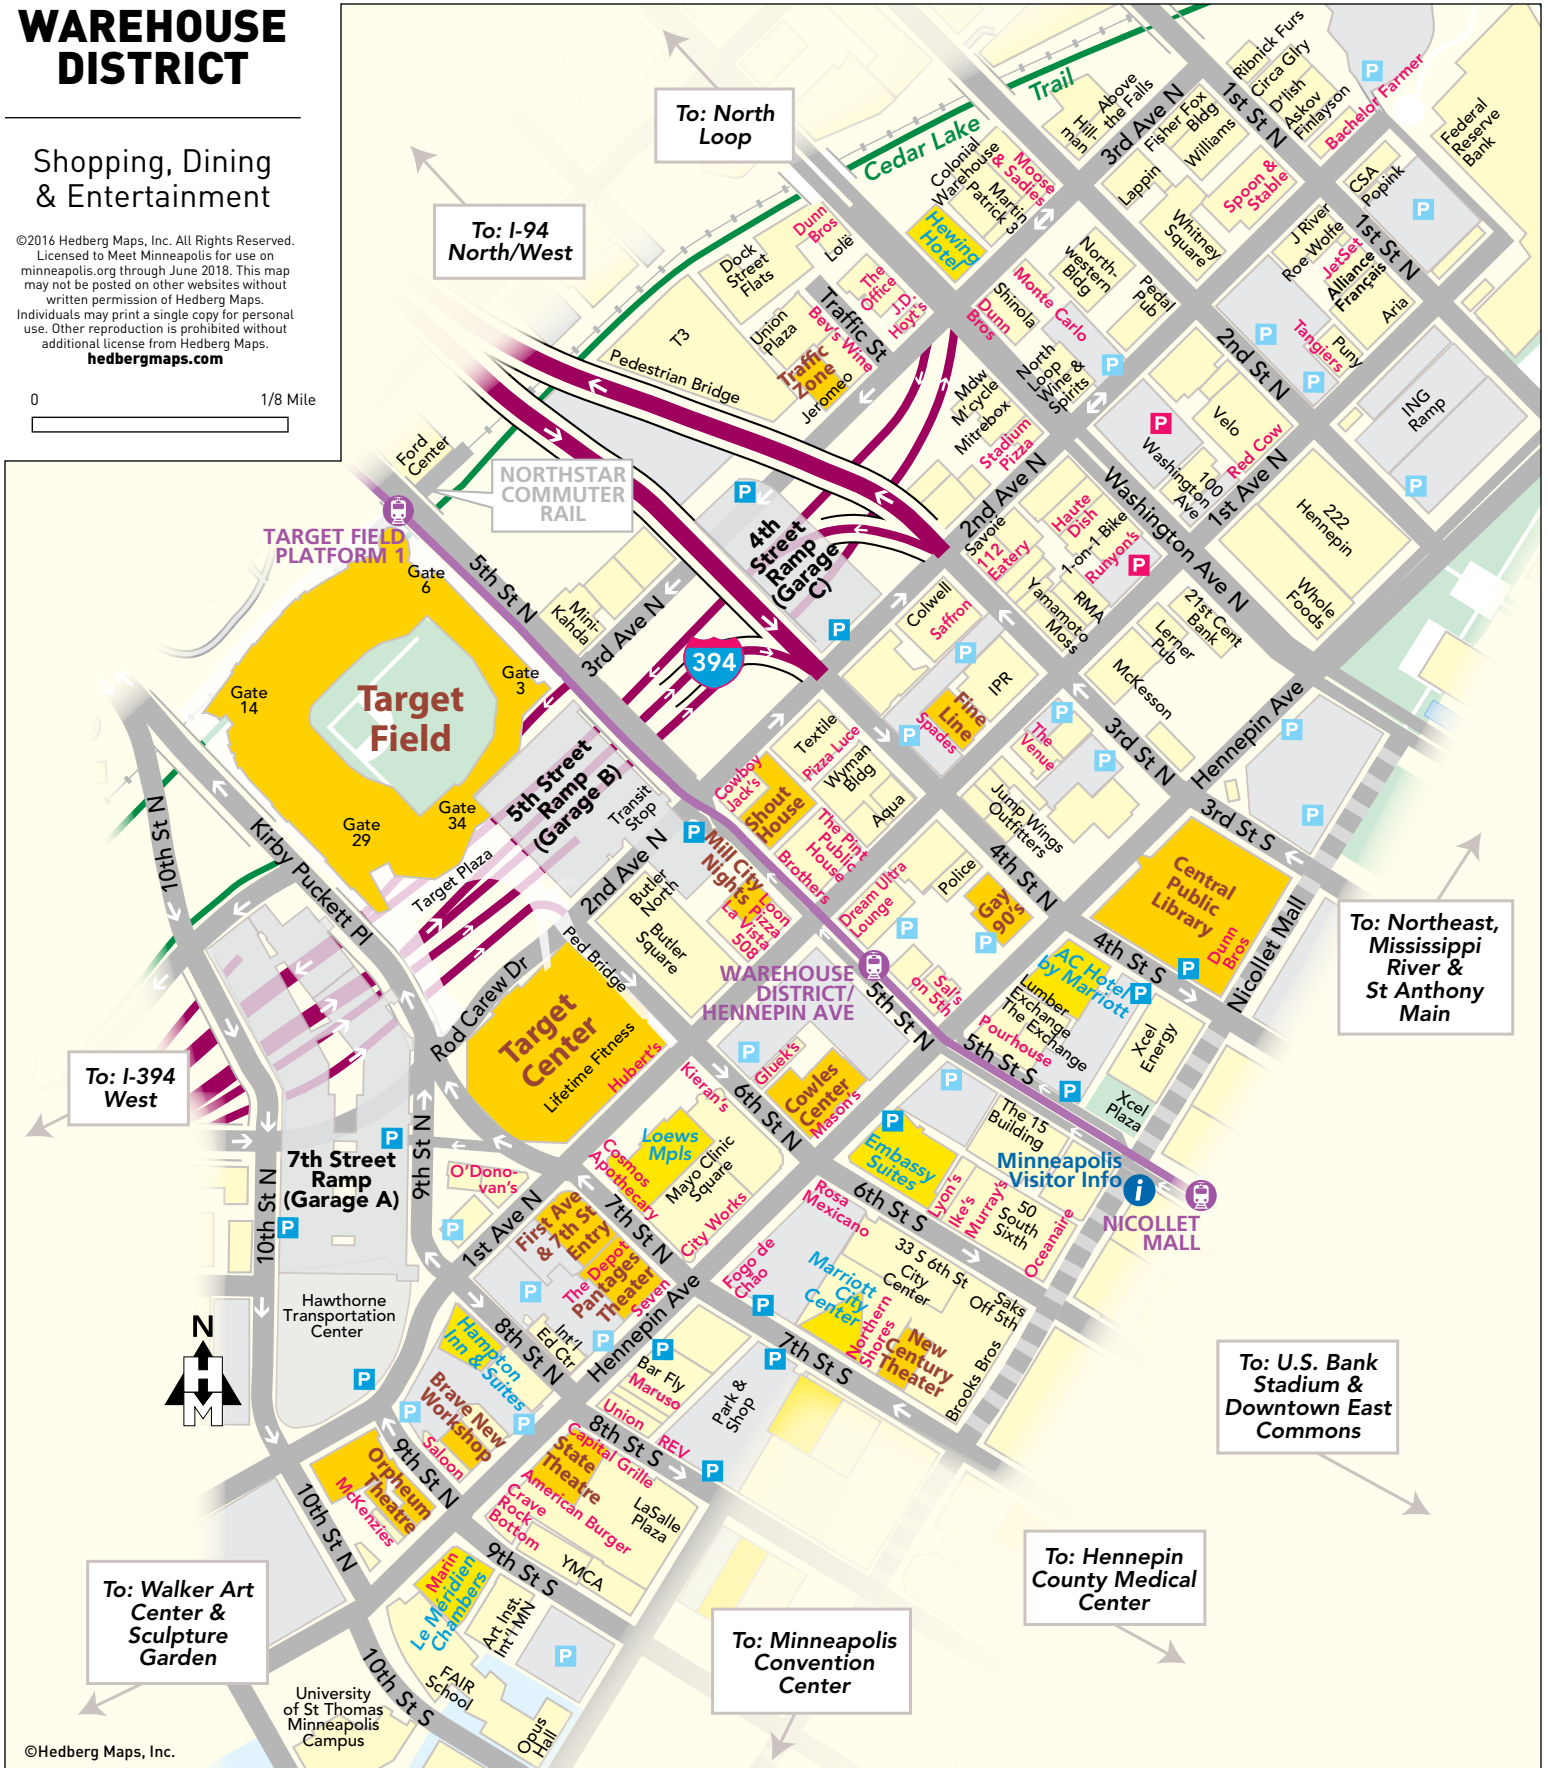 WAREHOUSE
DISTRICT
Shopping, Dining
& Entertainment
©2016 Hedberg Maps, Inc. All Rights Reserved.
Licensed to Meet Minneapolis for use on
minneapolis.org through June 2018. This map
may not be posted on other websites without
written permission of Hedberg Maps.
Individuals may print a single copy for personal
use. Other reproduction is prohibited without
additional license from Hedberg Maps.
hedbergmaps.com
0
1/8 Mile
To: North
Loop
To: I-94
North/West
Cedar Lake
Trail
Hill-
man
Above
the Falls
3rd Ave N
Fisher Fox
Bldg
Williams
1st St N
Ribnick Furs
Circa Glry
D'lish
Askov
Finlayson
P
Bachelor Farmer
Federal
Reserve
Bank
Colonial
Warehouse
Moose
& Sadies
Martin
Patrick 3
Hewing
Hotel
Lappin
Spoon &
Stable
Whitney
Square
CSA
Popink
P
1st St N
J River
Roe Wolfe
JetSet
Alliance
Français
Aria
Tangiers
Puny
P
P
2nd St N
ING
Ramp
P
Dunn
Bros
Lolë
Dock
Street
Flats
The
Office
J.D.
Hoyt's
Traffic St
Bev's Wine
Union
Plaza
Traffic
Zone
Jeromeo
T3
Pedestrian Bridge
North-
western
Bldg
Monte Carlo
Shinola
Dunn
Bros
Pedal
Pub
P
North
Loop
Wine &
Spirits
Mdw
M'cycle
Mitrebox
Stadium
Pizza
P
Velo
Washington
Ave
100
Red Cow
1st Ave N
Washington Ave N
222
Hennepin
Whole
Foods
Ford
Center
NORTHSTAR
COMMUTER
RAIL
TARGET FIELD
PLATFORM 1
5th St N
P
4th
Street
Ramp
(Garage
C)
P
2nd Ave N
Savoie
112
Eatery
Haute
Dish
1-on-1 Bike
Runyon's
P
RMA
Yamamoto
Moss
21st Cent
Bank
Lerner
Pub
McKesson
Colwell
Saffron
P
IPR
Fine
Line
Spades
P
Mini-
Kahda
3rd Ave N
394
Gate
6
Gate
3
Gate
14
Target
Field
Gate
34
Gate
29
5th Street
Ramp
(Garage B)
Transit
Stop
Target Plaza
P
2nd Ave N
Textile
Pizza Luce
Wyman
Bldg
Cowboy
Jack's
Shout
House
Aqua
The Pint
Public
House
Brothers
P
The
Venue
P
Jump Wings
Outfitters
3rd St N
Hennepin Ave
P
P
3rd St S
10th St N
Kirby Puckett Pl
Mill City
Nights
Loon
Pizza
La Vista
508
Butler
North
Butler
Square
Ped Bridge
Dream Ultra
Lounge
Police
Gay
90's
P
P
4th St N
Central
Public
Library
Dunn
Bros
Nicollet Mall
4th St S
P
To: Northeast,
Mississippi
River &
St Anthony
Main
WAREHOUSE
DISTRICT/
HENNEPIN AVE
5th St N
Sal's
on 5th
AC Hotel
by Marriott
P
Lumber
Exchange
The Exchange
Pourhouse
Xcel
Energy
Xcel
Plaza
P
5th St S
Rod Carew Dr
Target
Center
Lifetime Fitness
Hubert's
P
Gluek's
Cowles
Center
Mason's
6th St N
Kieran's
P
The 15
Building
P
Embassy
Suites
Minneapolis
Visitor Info
i
NICOLLET
MALL
Lyon's
Ike's
Murray's
50
South
Sixth
Oceanaire
6th St S
To: I-394
West
P
7th Street
Ramp
(Garage A)
P
9th St N
10th St N
O'Dono-
van's
P
1st Ave N
Loews
Mpls
Mayo Clinic
Square
Cosmos
Apothecary
City Works
7th St N
First Ave
& 7th St
Entry
The Depot
Pantages
Theater
Seven
P
P
Int'l
Ed Ctr
Hennepin Ave
Rosa
Mexicano
Fogo de
Chao
P
Marriott
City
Center
33 S 6th St
City
Center
Northern
Shores
New
Century
Theater
Saks
Off 5th
Brooks Bros
7th St S
Hawthorne
Transportation
Center
P
N
M
Hampton
Inn & Suites
8th St N
P
P
Brave New
Workshop
Saloon
9th St N
P
Bar Fly
Maruso
Union
P
Park &
Shop
8th St S
REV
P
Capital Grille
State
Theatre
American Burger
Crave
Rock
Bottom
LaSalle
Plaza
YMCA
Orpheum
Theatre
McKenzies
10th St N
9th St S
Marin
Le Méridien
Chambers
Art Inst.
Int'l-MN
P
FAIR
School
10th St S
Opus
Hall
University
of St Thomas
Minneapolis
Campus
To: Walker Art
Center &
Sculpture
Garden
To: Minneapolis
Convention
Center
To: Hennepin
County Medical
Center
To: U.S. Bank
Stadium &
Downtown East
Commons
©Hedberg Maps, Inc.